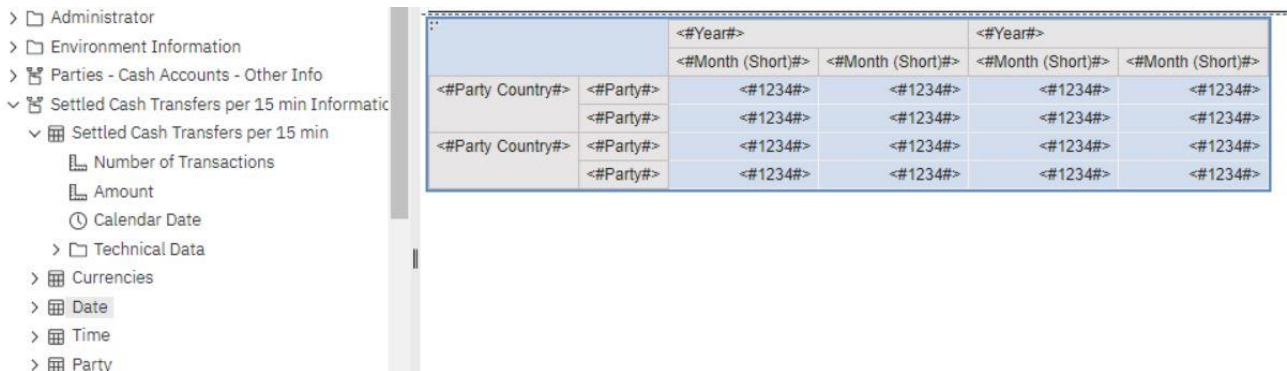 Administrator
Environment Information
Parties - Cash Accounts - Other Info
Settled Cash Transfers per 15 min Informatic
Settled Cash Transfers per 15 min
Number of Transactions
Amount
Calendar Date
Technical Data
Currencies
Date
Time
Party
<#Year#> <#Year#>
<#Month (Short)#> <#Month (Short)#> <#Month (Short)#> <#Month (Short)#>
<#Party Country#> <#Party#> <#1234#> <#1234#> <#1234#> <#1234#>
<#Party#> <#1234#> <#1234#> <#1234#> <#1234#>
<#Party Country#> <#Party#> <#1234#> <#1234#> <#1234#> <#1234#>
<#Party#> <#1234#> <#1234#> <#1234#> <#1234#>